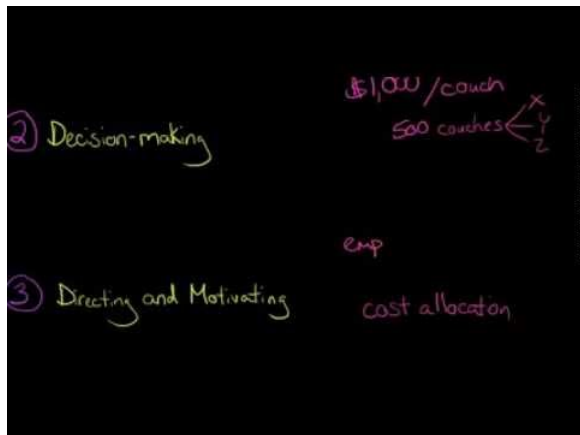 $1,000/couch
X
② Decision-making
500 couches
Y
Z
emp
③ Directing and Motivating
cost allocation